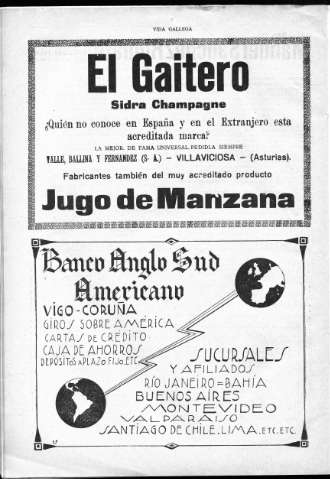 VIDA GALLEGA
El Gaitero
Sidra Champagne
¿Quién no conoce en España y en el Extranjero esta
acreditada marca?
LA MEJOR, DE FAMA UNIVERSAL, PEDIDLA SIEMPRE
VALLE, BALLINA Y FERNANDEZ (S. A.) - VILLAVICIOSA - (Asturias).
Fabricantes también del muy acreditado producto
Jugo de Manzana
Banco Anglo Sud
Americano
VIGO-CORUÑA
GIROS SOBRE AMÉRICA
CARTAS DE CRÉDITO
CAJA DE AHORROS
DEPÓSITOS A PLAZO FIJO, ETC.
SUCURSALES
Y AFILIADOS,
RÍO JANEIRO=BAHÍA
BUENOS AIRES
MONTEVIDEO
VALPARAISO
SANTIAGO DE CHILE, LIMA, ETC. ETC.